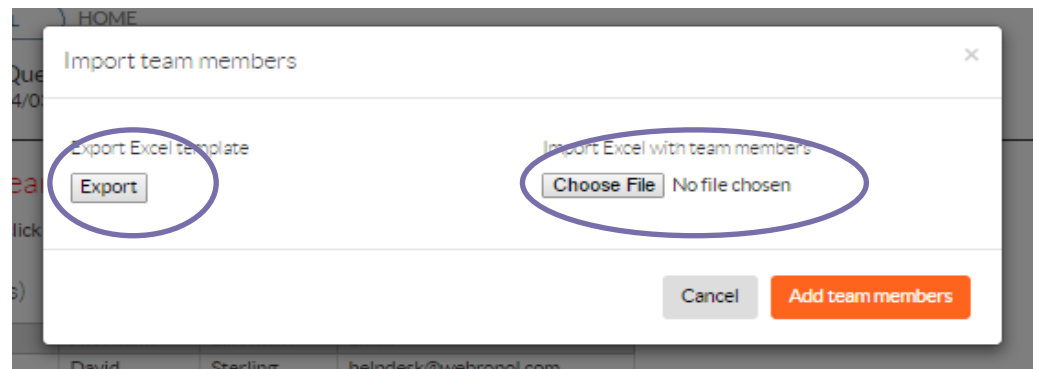 HOME
Import team members ×
Export Excel template
Import Excel with team members
Export
Choose File No file chosen
Cancel
Add team members
David Sterling helpdesk@webropol.com